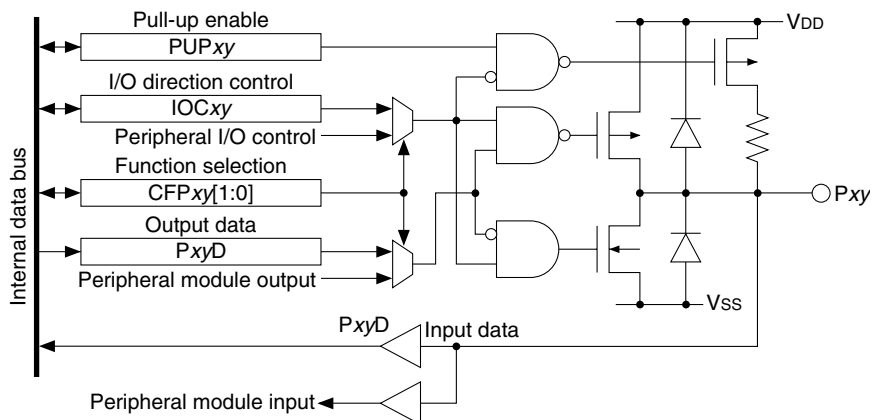 Pull-up enable
PUPxy
I/O direction control
IOCxy
Peripheral I/O control
Function selection
CFPxy[1:0]
Output data
PxyD
Peripheral module output
PxyD
Input data
Peripheral module input
Internal data bus
VDD
Pxy
VSS